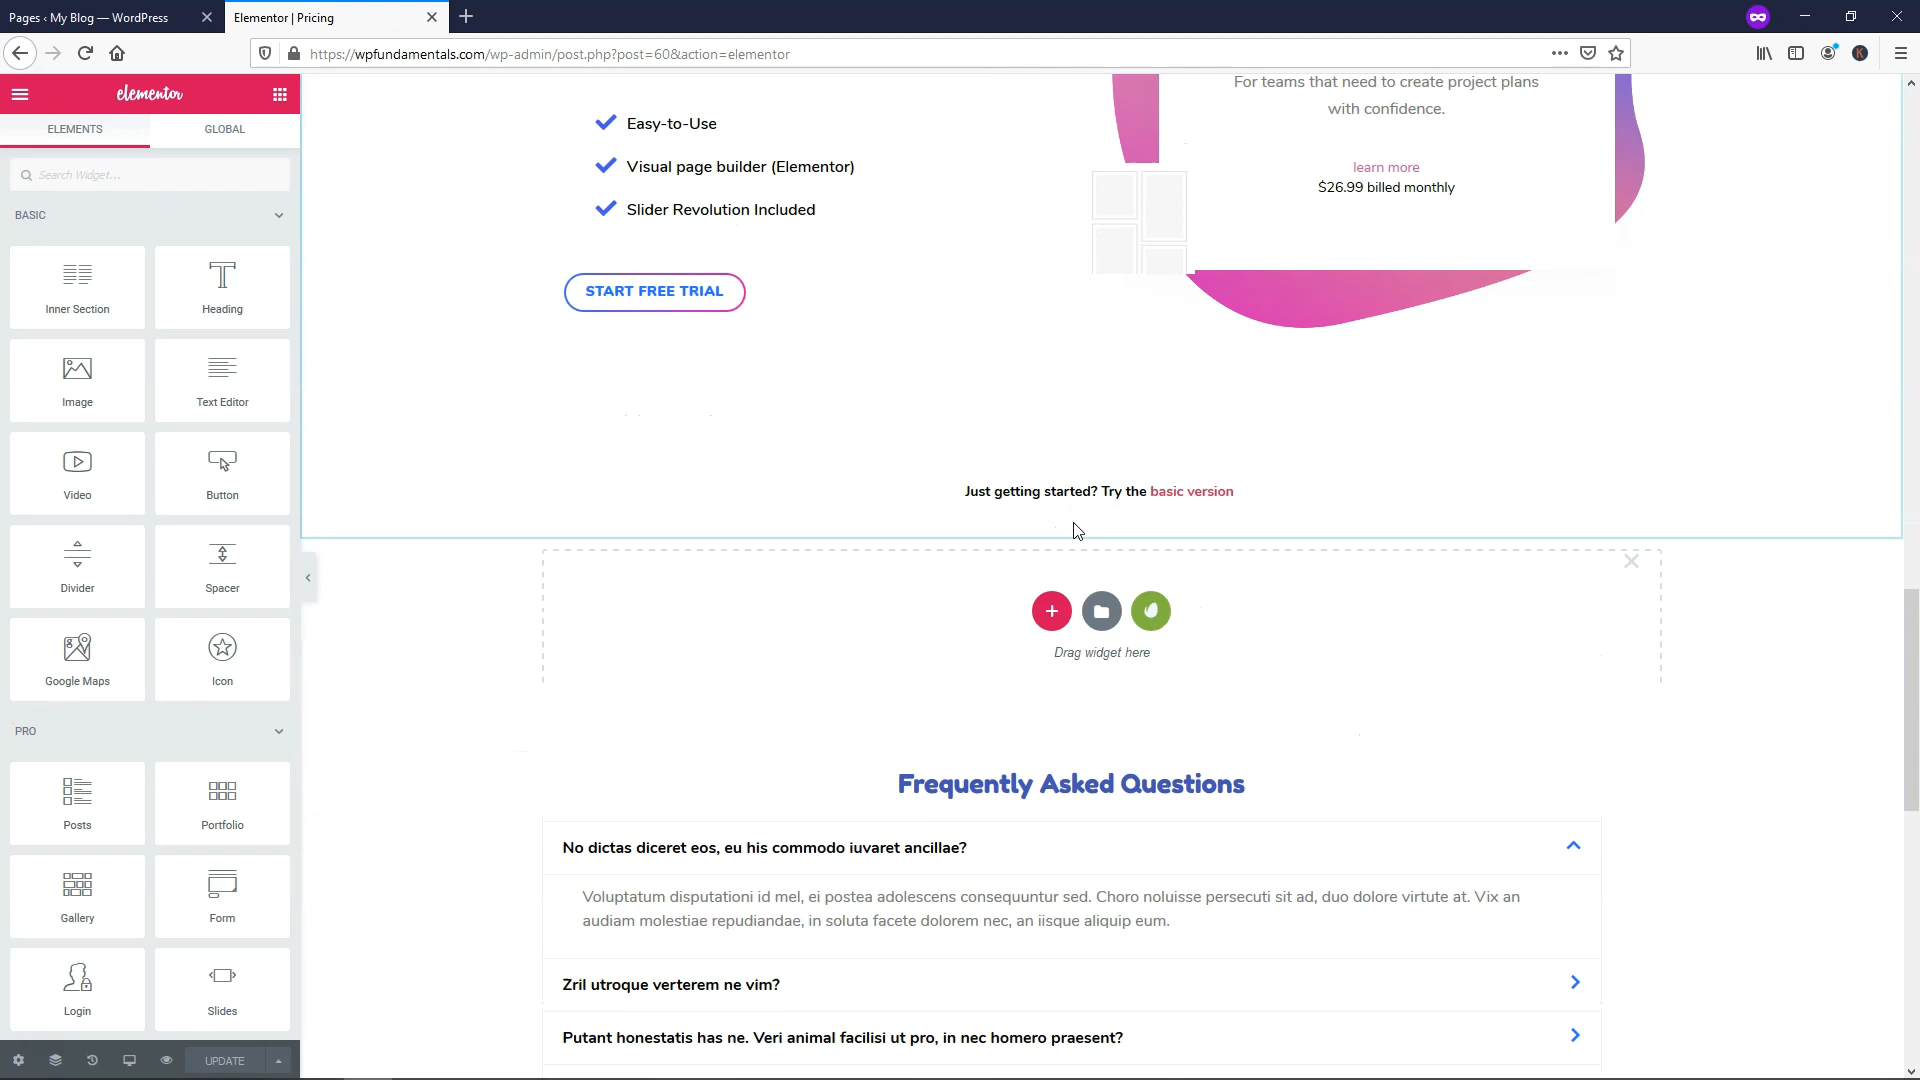 Pages ‹ My Blog — WordPress
Elementor | Pricing
https://wpfundamentals.com/wp-admin/post.php?post=60&action=elementor
K
elementor
ELEMENTS
GLOBAL
Search Widget...
BASIC
Inner Section
Heading
Image
Text Editor
Video
Button
Divider
Spacer
Google Maps
Icon
PRO
Posts
Portfolio
Gallery
Form
Login
Slides
UPDATE
For teams that need to create project plans
with confidence.
Easy-to-Use
Visual page builder (Elementor)
Slider Revolution Included
learn more
$26.99 billed monthly
START FREE TRIAL
Just getting started? Try the basic version
Drag widget here
Frequently Asked Questions
No dictas diceret eos, eu his commodo iuvaret ancillae?
Voluptatum disputationi id mel, ei postea adolescens consequuntur sed. Choro noluisse persecuti sit ad, duo dolore virtute at. Vix an
audiam molestiae repudiandae, in soluta facete dolorem nec, an iisque aliquip eum.
Zril utroque verterem ne vim?
Putant honestatis has ne. Veri animal facilisi ut pro, in nec homero praesent?